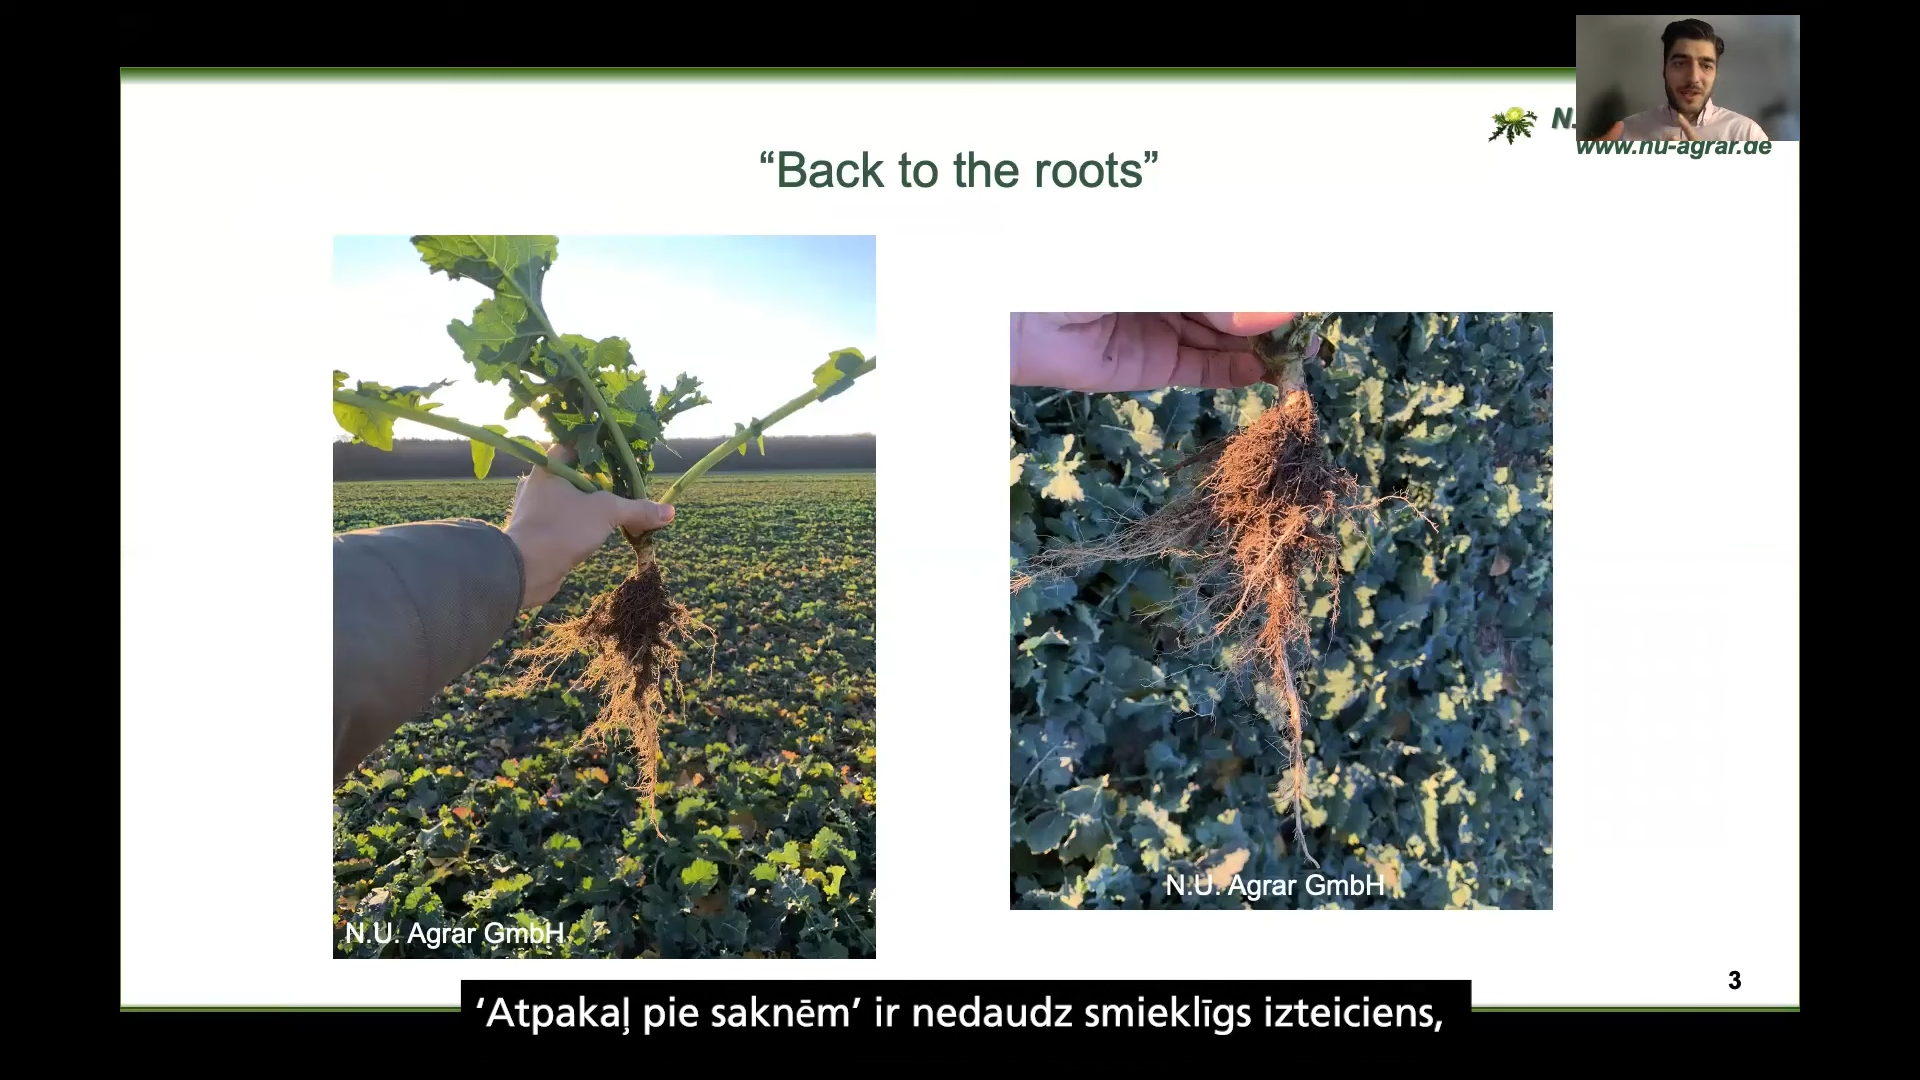 N.
www.nu-agrar.de
“Back to the roots”
N.U. Agrar GmbH
N.U. Agrar GmbH
3
‘Atpakaļ pie saknēm’ ir nedaudz smieklīgs izteiciens,